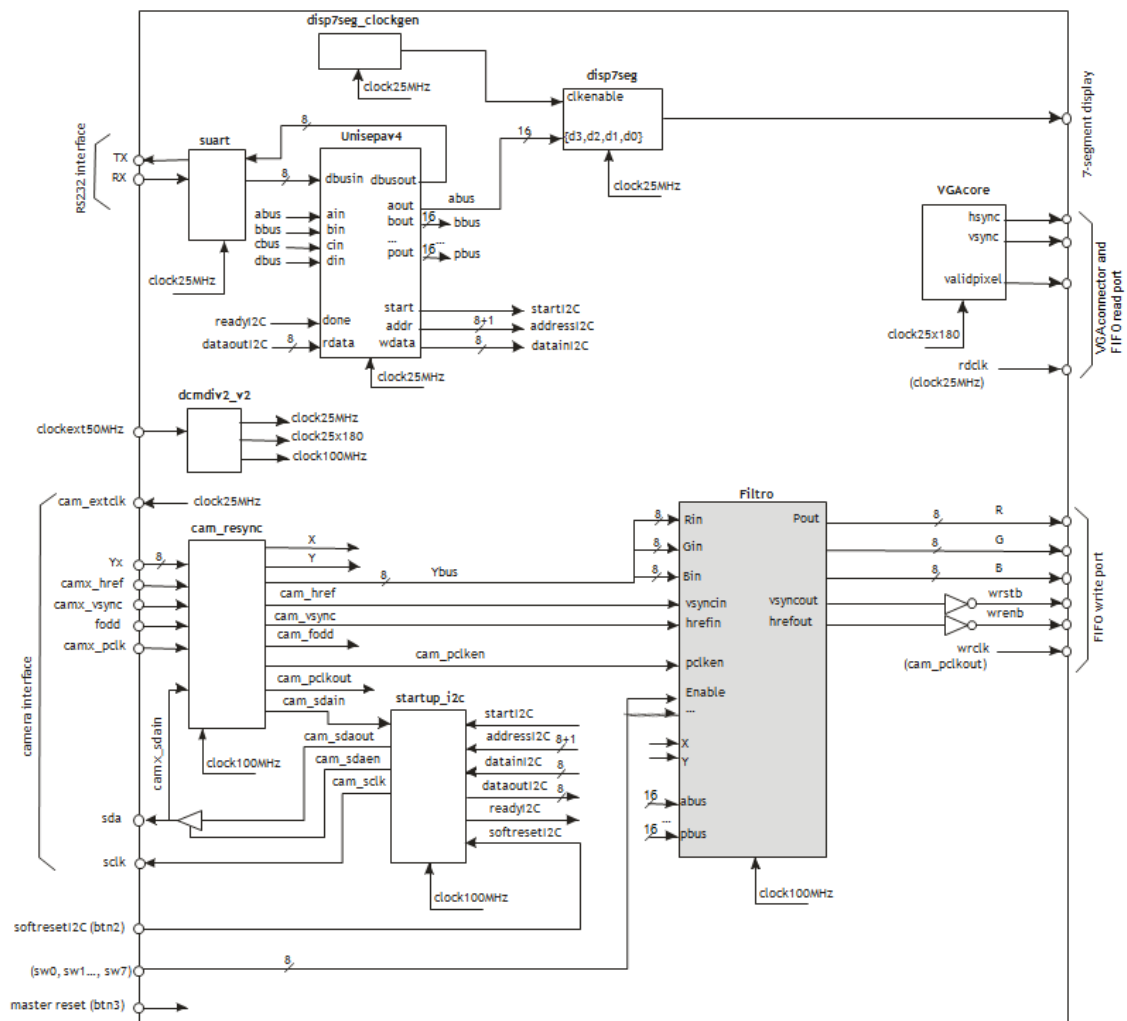 disp7seg_clockgen
clock25MHz
disp7seg
clkenable
{d3,d2,d1,d0}
clock25MHz
16
7-segment display
RS232 interface
TX
RX
suart
clock25MHz
8
8
Unisepav4
dbusin
dbusout
abus
ain
bbus
bin
cbus
cin
dbus
din
aout
abus
bout
16
bbus
...
...
pout
16
pbus
start
startI2C
addr
8+1
addressI2C
wdata
8
datainI2C
readyI2C
done
dataoutI2C
8
rdata
clock25MHz
VGAcore
hsync
vsync
validpixel
clock25x180
rdclk
(clock25MHz)
VGAconnector and
FIFO read port
dcmdiv2_v2
clockext50MHz
clock25MHz
clock25x180
clock100MHz
camera interface
cam_extclk
clock25MHz
cam_resync
Yx
8
camx_href
camx_vsync
fodd
camx_pclk
X
Y
8
Ybus
cam_href
cam_vsync
cam_fodd
cam_pclken
cam_pclkout
cam_sdain
clock100MHz
camx_sdain
startup_i2c
cam_sdaout
cam_sdaen
cam_sclk
startI2C
addressI2C
8+1
datainI2C
8
dataoutI2C
8
readyI2C
softresetI2C
clock100MHz
sda
sclk
softresetI2C (btn2)
(sw0, sw1..., sw7)
8
master reset (btn3)
Filtro
8
Rin
8
Gin
8
Bin
vsyncin
hrefin
pclken
Enable
...
X
Y
16
abus
...
16
pbus
clock100MHz
Pout
8
R
8
G
8
B
vsyncout
wrstb
hrefout
wrenb
wrclk
(cam_pclkout)
FIFO write port